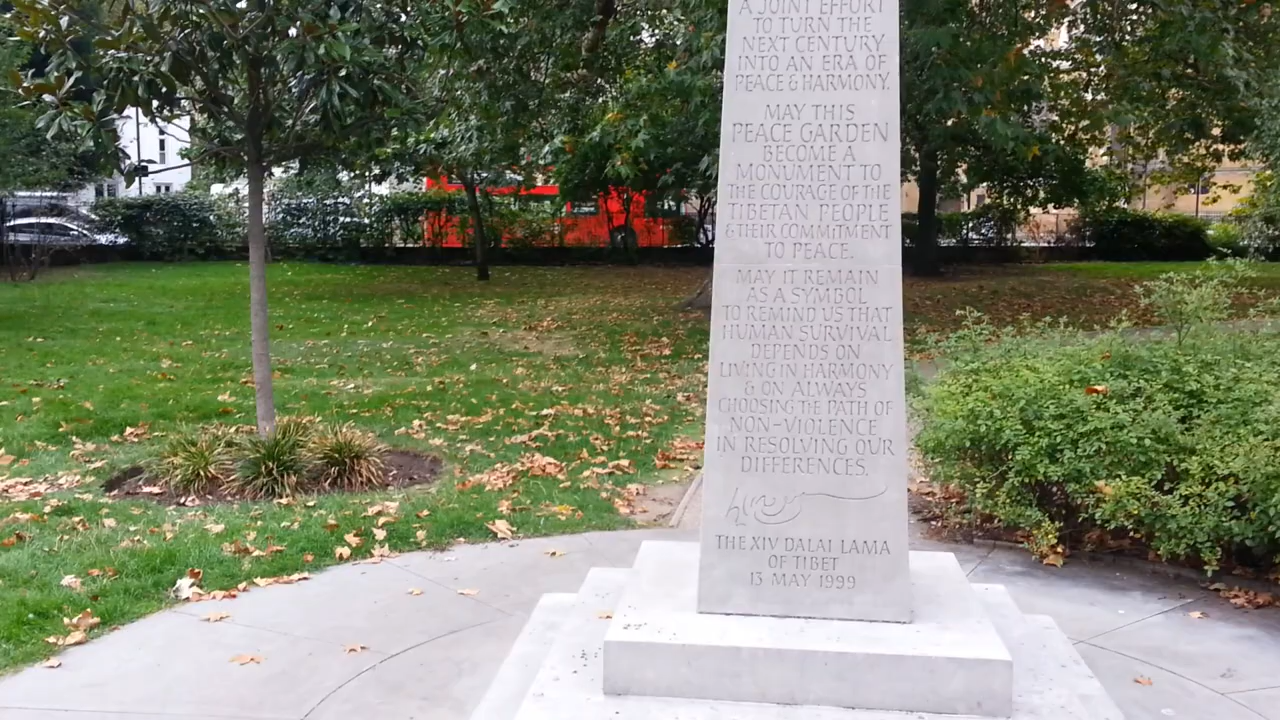 A JOINT EFFORT
TO TURN THE
NEXT CENTURY
INTO AN ERA OF
PEACE & HARMONY.
MAY THIS
PEACE GARDEN
BECOME A
MONUMENT TO
THE COURAGE OF THE
TIBETAN PEOPLE
& THEIR COMMITMENT
TO PEACE.
MAY IT REMAIN
AS A SYMBOL
TO REMIND US THAT
HUMAN SURVIVAL
DEPENDS ON
LIVING IN HARMONY
& ON ALWAYS
CHOOSING THE PATH OF
NON-VIOLENCE
IN RESOLVING OUR
DIFFERENCES.
THE XIV DALAI LAMA
OF TIBET
13 MAY 1999